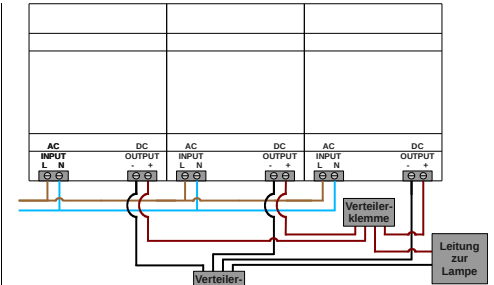 AC DC AC DC AC DC
INPUT OUTPUT INPUT OUTPUT INPUT OUTPUT
L N - + L N - + L N - +
Verteiler-
klemme
Leitung
zur
Lampe
Verteiler-